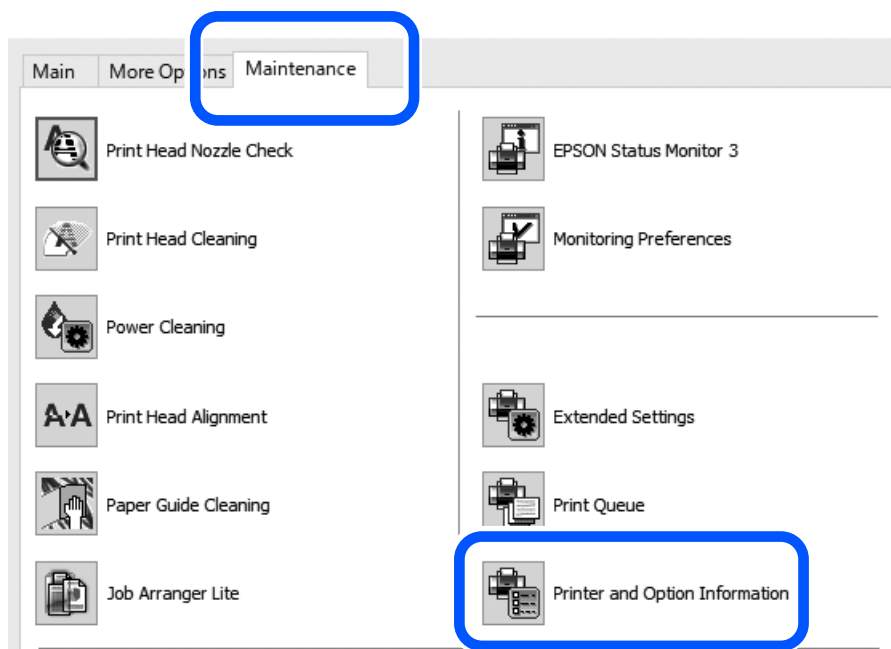 Main
More Options
Maintenance
Print Head Nozzle Check
Print Head Cleaning
Power Cleaning
A·A Print Head Alignment
Paper Guide Cleaning
Job Arranger Lite
EPSON Status Monitor 3
Monitoring Preferences
Extended Settings
Print Queue
Printer and Option Information